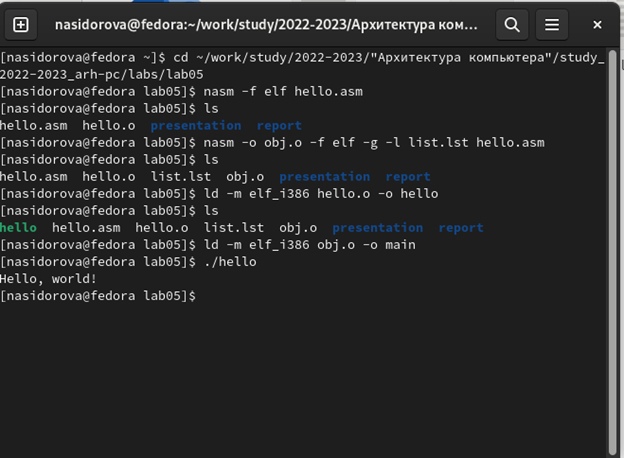 nasidorova@fedora:~/work/study/2022-2023/Архитектура ком...
[nasidorova@fedora ~]$ cd ~/work/study/2022-2023/"Архитектура компьютера"/study_
2022-2023_arh-pc/labs/lab05
[nasidorova@fedora lab05]$ nasm -f elf hello.asm
[nasidorova@fedora lab05]$ ls
hello.asm  hello.o  presentation  report
[nasidorova@fedora lab05]$ nasm -o obj.o -f elf -g -l list.lst hello.asm
[nasidorova@fedora lab05]$ ls
hello.asm  hello.o  list.lst  obj.o  presentation  report
[nasidorova@fedora lab05]$ ld -m elf_i386 hello.o -o hello
[nasidorova@fedora lab05]$ ls
hello  hello.asm  hello.o  list.lst  obj.o  presentation  report
[nasidorova@fedora lab05]$ ld -m elf_i386 obj.o -o main
[nasidorova@fedora lab05]$ ./hello
Hello, world!
[nasidorova@fedora lab05]$